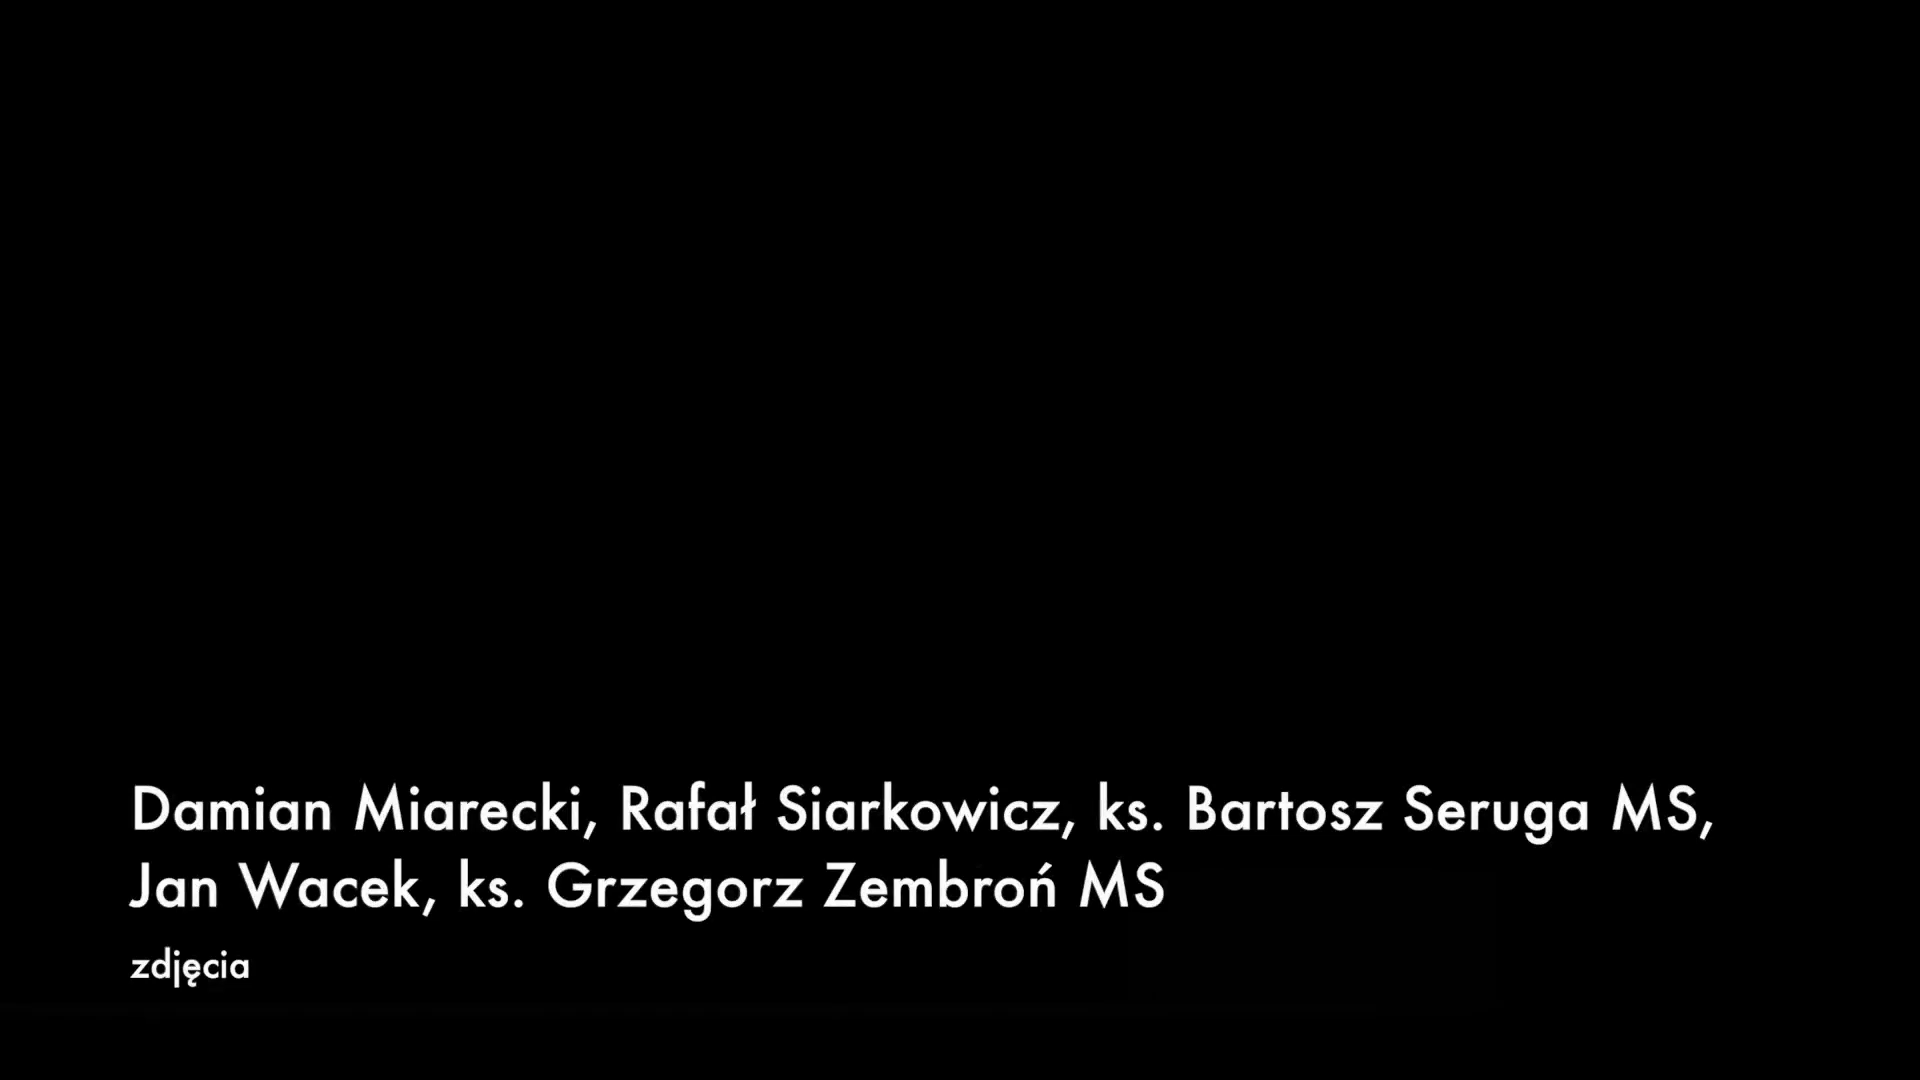 Damian Miarecki, Rafał Siarkowicz, ks. Bartosz Seruga MS,
Jan Wacek, ks. Grzegorz Zembroń MS
zdjęcia